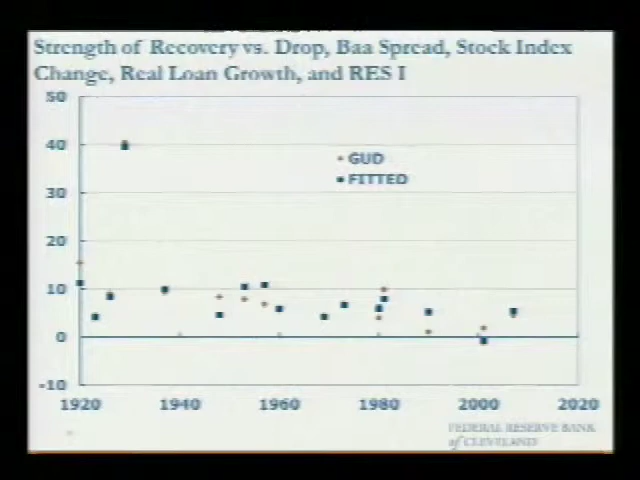 Strength of Recovery vs. Drop, Baa Spread, Stock Index
Change, Real Loan Growth, and RES I
50
40
30
20
10
0
-10
GUD
FITTED
1920 1940 1960 1980 2000 2020
FEDERAL RESERVE BANK
of CLEVELAND